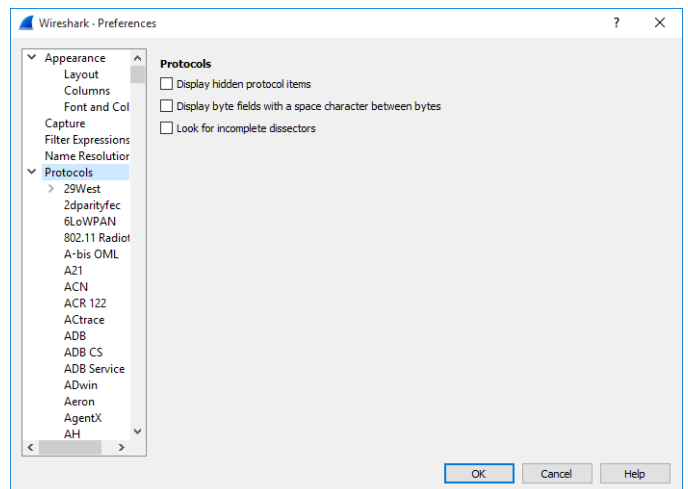 Wireshark · Preferences
Appearance
Layout
Columns
Font and Col
Capture
Filter Expressions
Name Resolution
Protocols
29West
2dparityfec
6LoWPAN
802.11 Radiot
A-bis OML
A21
ACN
ACR 122
ACtrace
ADB
ADB CS
ADB Service
ADwin
Aeron
AgentX
AH
Protocols
Display hidden protocol items
Display byte fields with a space character between bytes
Look for incomplete dissectors
OK
Cancel
Help